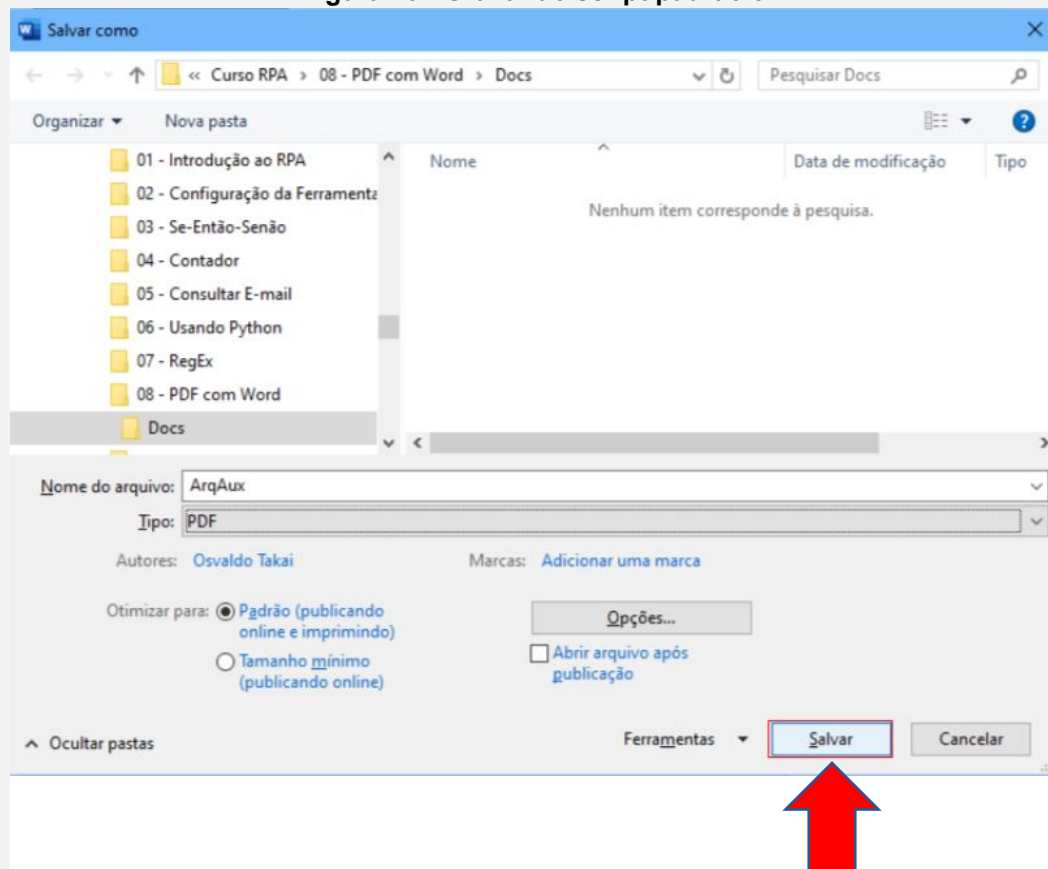 Salvar como
« Curso RPA › 08 - PDF com Word › Docs
Pesquisar Docs
Organizar
Nova pasta
01 - Introdução ao RPA
02 - Configuração da Ferramenta
03 - Se-Então-Senão
04 - Contador
05 - Consultar E-mail
06 - Usando Python
07 - RegEx
08 - PDF com Word
Docs
Nome
Data de modificação
Tipo
Nenhum item corresponde à pesquisa.
Nome do arquivo: ArqAux
Tipo: PDF
Autores: Osvaldo Takai
Marcas: Adicionar uma marca
Otimizar para: Padrão (publicando
online e imprimindo)
Tamanho mínimo
(publicando online)
Opções...
Abrir arquivo após
publicação
Ocultar pastas
Ferramentas
Salvar
Cancelar